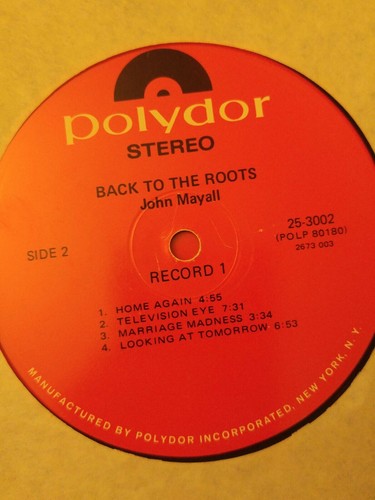 polydor
STEREO
BACK TO THE ROOTS
John Mayall
25-3002
(POLP 80180)
2673 003
SIDE 2
RECORD 1
1. HOME AGAIN 4:55
2. TELEVISION EYE 7:31
3. MARRIAGE MADNESS 3:34
4. LOOKING AT TOMORROW 6:53
MANUFACTURED BY POLYDOR INCORPORATED, NEW YORK, N.Y.